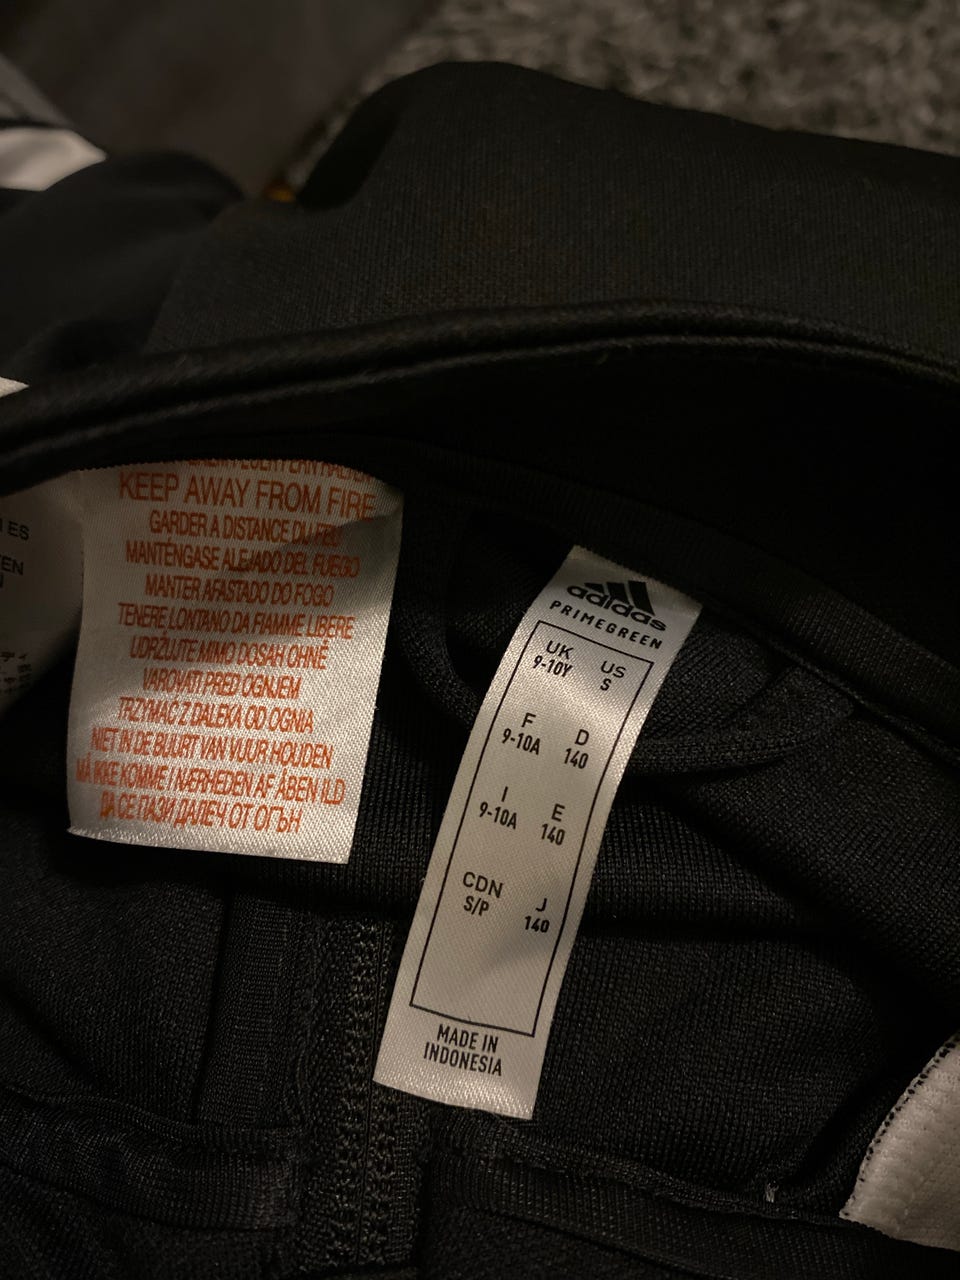 KEEP AWAY FROM FIRE
GARDER A DISTANCE DU FEU
MANTÉNGASE ALEJADO DEL FUEGO
MANTER AFASTADO DO FOGO
TENERE LONTANO DA FIAMME LIBERE
UDRŽUJTE MIMO DOSAH OHNĚ
VAROVATI PRED OGNJEM
TRZYMAĆ Z DALEKA OD OGNIA
NIET IN DE BUURT VAN VUUR HOUDEN
MÅ IKKE KOMME I NÆRHEDEN AF ÅBEN ILD
ДА СЕ ПАЗИ ДАЛЕЧ ОТ ОГЪН
adidas
PRIMEGREEN
UK US
9-10Y S
F D
9-10A 140
I E
9-10A 140
CDN J
S/P 140
MADE IN
INDONESIA